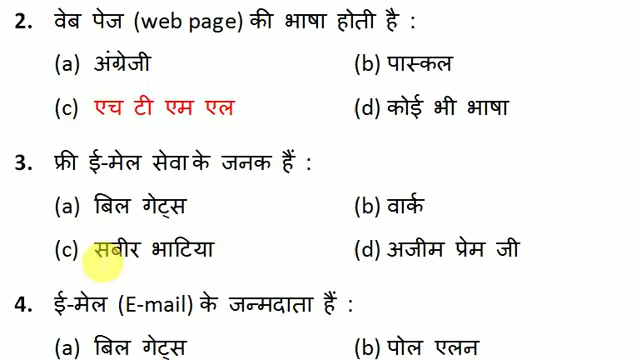 2. वेब पेज (web page) की भाषा होती है :
(a) अंग्रेजी (b) पास्कल
(c) एच टी एम एल (d) कोई भी भाषा
3. फ्री ई-मेल सेवा के जनक हैं :
(a) बिल गेट्स (b) वार्क
(c) सबीर भाटिया (d) अजीम प्रेम जी
4. ई-मेल (E-mail) के जन्मदाता हैं :
(a) बिल गेट्स (b) पोल एलन